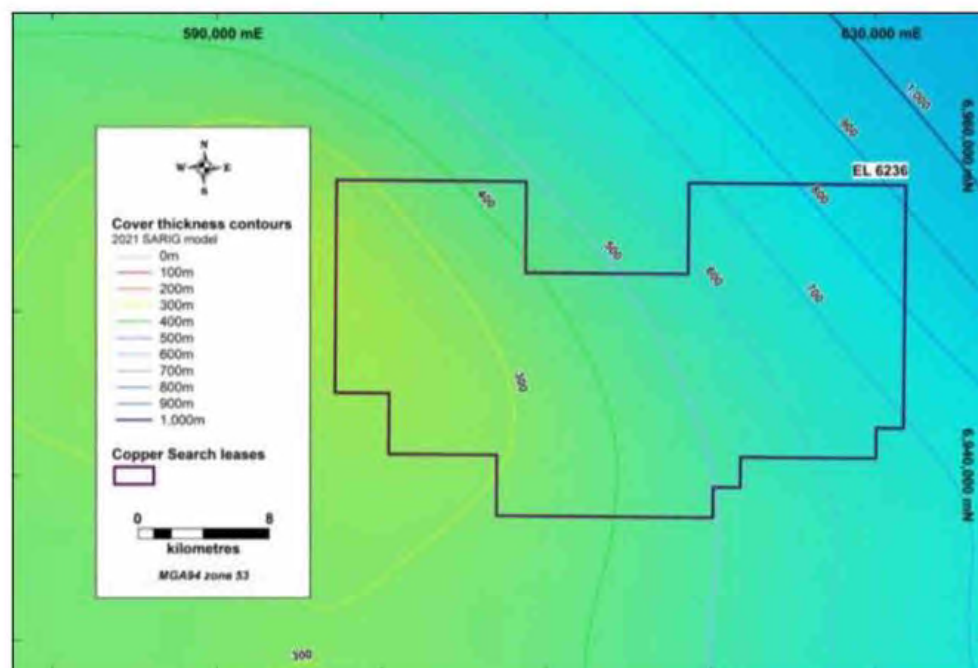 590,000 mE
630,000 mE
1,000
900
6,960,000 mN
EL 6236
800
N
W E
S
400
Cover thickness contours
2021 SARIG model
0m
100m
200m
300m
400m
500m
600m
700m
800m
900m
1,000m
500
600
700
300
Copper Search leases
6,940,000 mN
0 8
kilometres
MGA94 zone 53
300